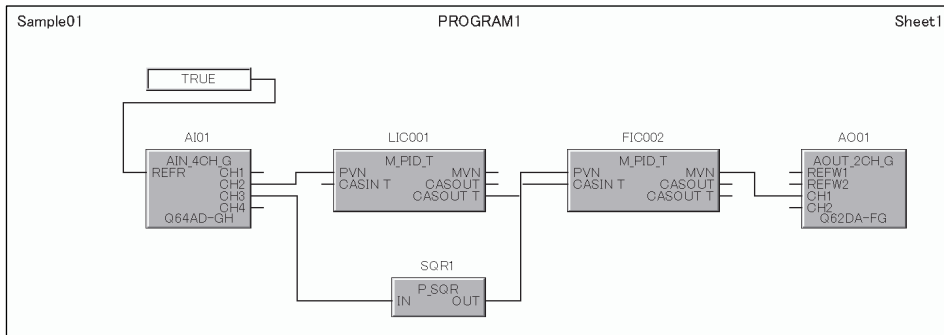 Sample01 PROGRAM1 Sheet1
TRUE
AI01 LIC001 FIC002 AO01
AIN_4CH_G M_PID_T M_PID_T AOUT_2CH_G
REFR CH1 PVN MVN PVN MVN REFW1
CH2 CASIN T CASOUT CASIN T CASOUT REFW2
CH3 CASOUT T CASOUT T CH1
CH4 CH2
Q64AD-GH Q62DA-FG
SQR1
P_SQR
IN OUT